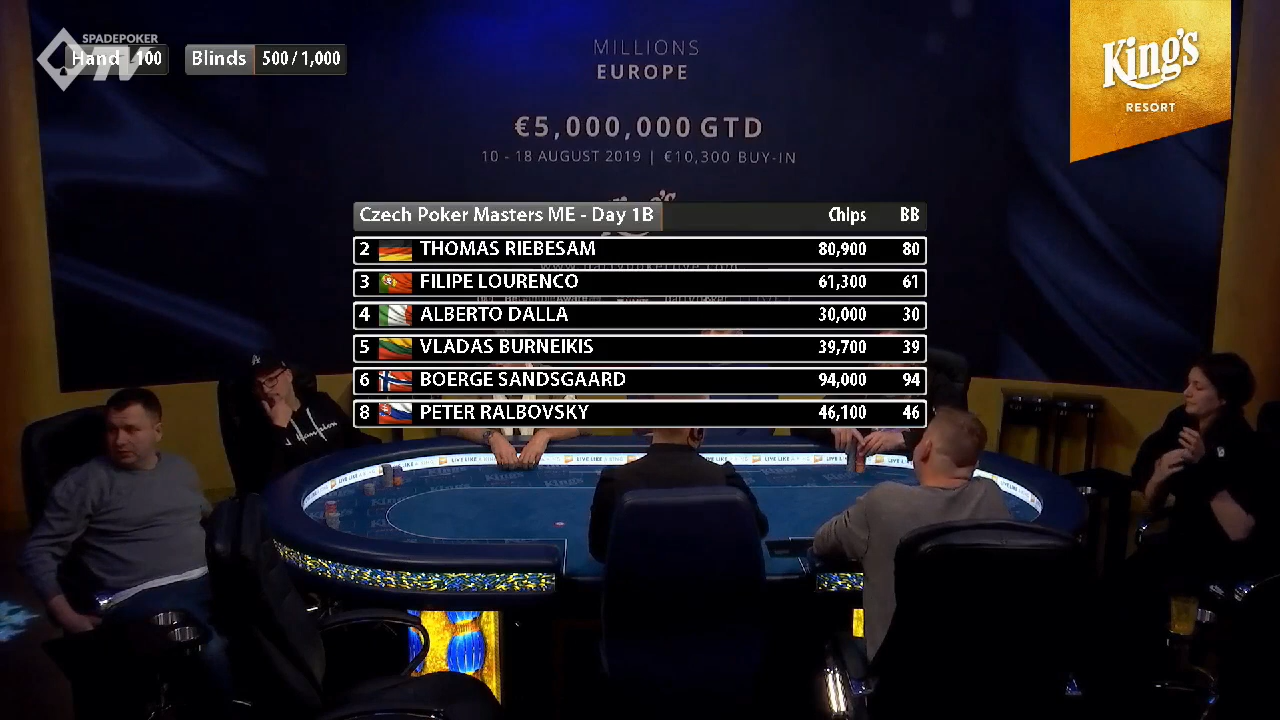 SPADEPOKER
TV
Hand 100
Blinds 500 / 1,000
MILLIONS
EUROPE
€5,000,000 GTD
10 - 18 AUGUST 2019 | €10,300 BUY-IN
King's
RESORT
Czech Poker Masters ME - Day 1B Chips BB
2 THOMAS RIEBESAM 80,900 80
3 FILIPE LOURENCO 61,300 61
4 ALBERTO DALLA 30,000 30
5 VLADAS BURNEIKIS 39,700 39
6 BOERGE SANDSGAARD 94,000 94
8 PETER RALBOVSKY 46,100 46